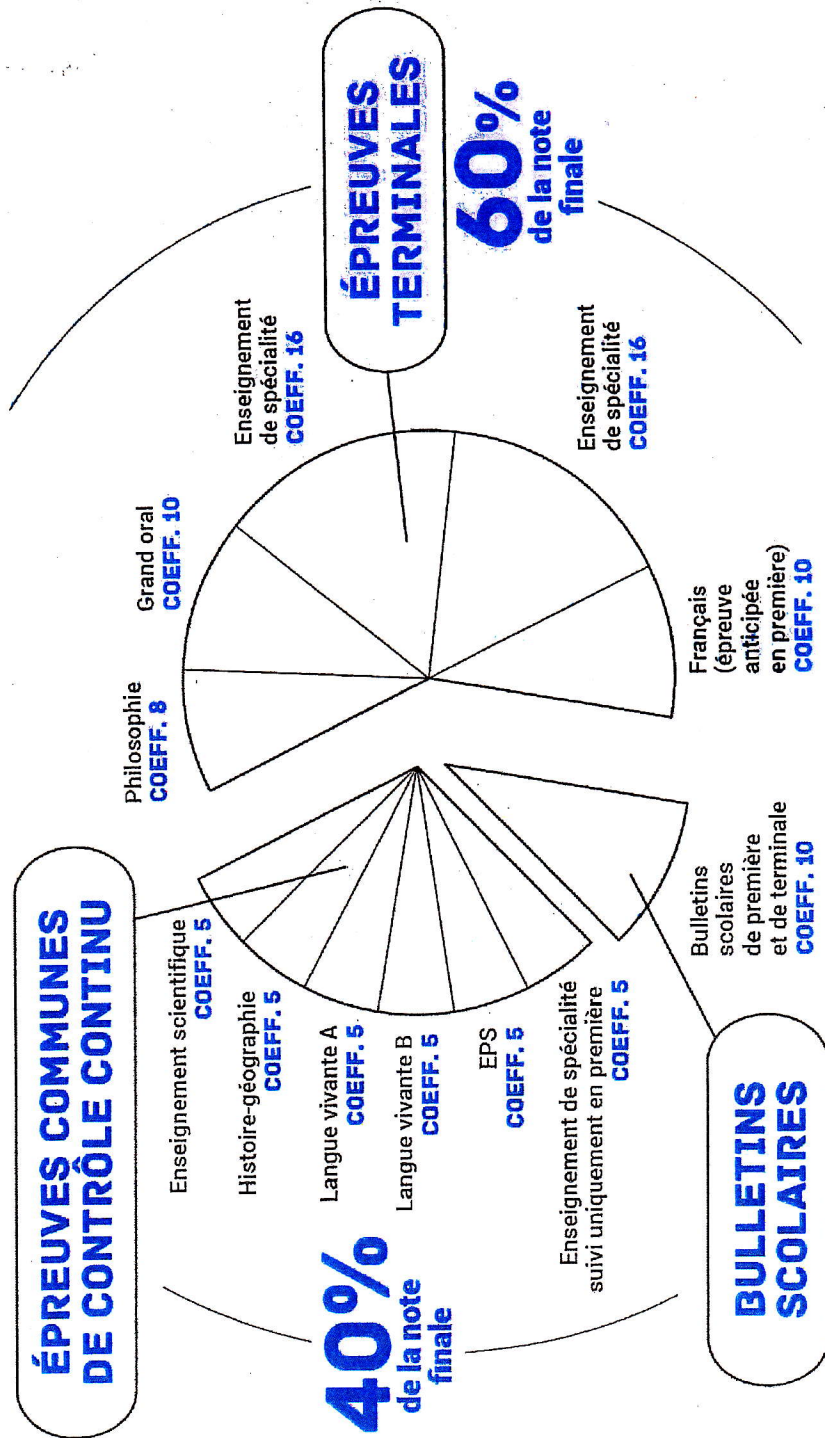 ÉPREUVES COMMUNES
DE CONTRÔLE CONTINU
40%
de la note
finale
Enseignement scientifique
COEFF. 5
Histoire-géographie
COEFF. 5
Langue vivante A
COEFF. 5
Langue vivante B
COEFF. 5
EPS
COEFF. 5
Enseignement de spécialité
suivi uniquement en première
COEFF. 5
BULLETINS
SCOLAIRES
Bulletins
scolaires
de première
et de terminale
COEFF. 10
Philosophie
COEFF. 8
Grand oral
COEFF. 10
Enseignement
de spécialité
COEFF. 16
Enseignement
de spécialité
COEFF. 16
Français
(épreuve
anticipée
en première)
COEFF. 10
ÉPREUVES
TERMINALES
60%
de la note
finale